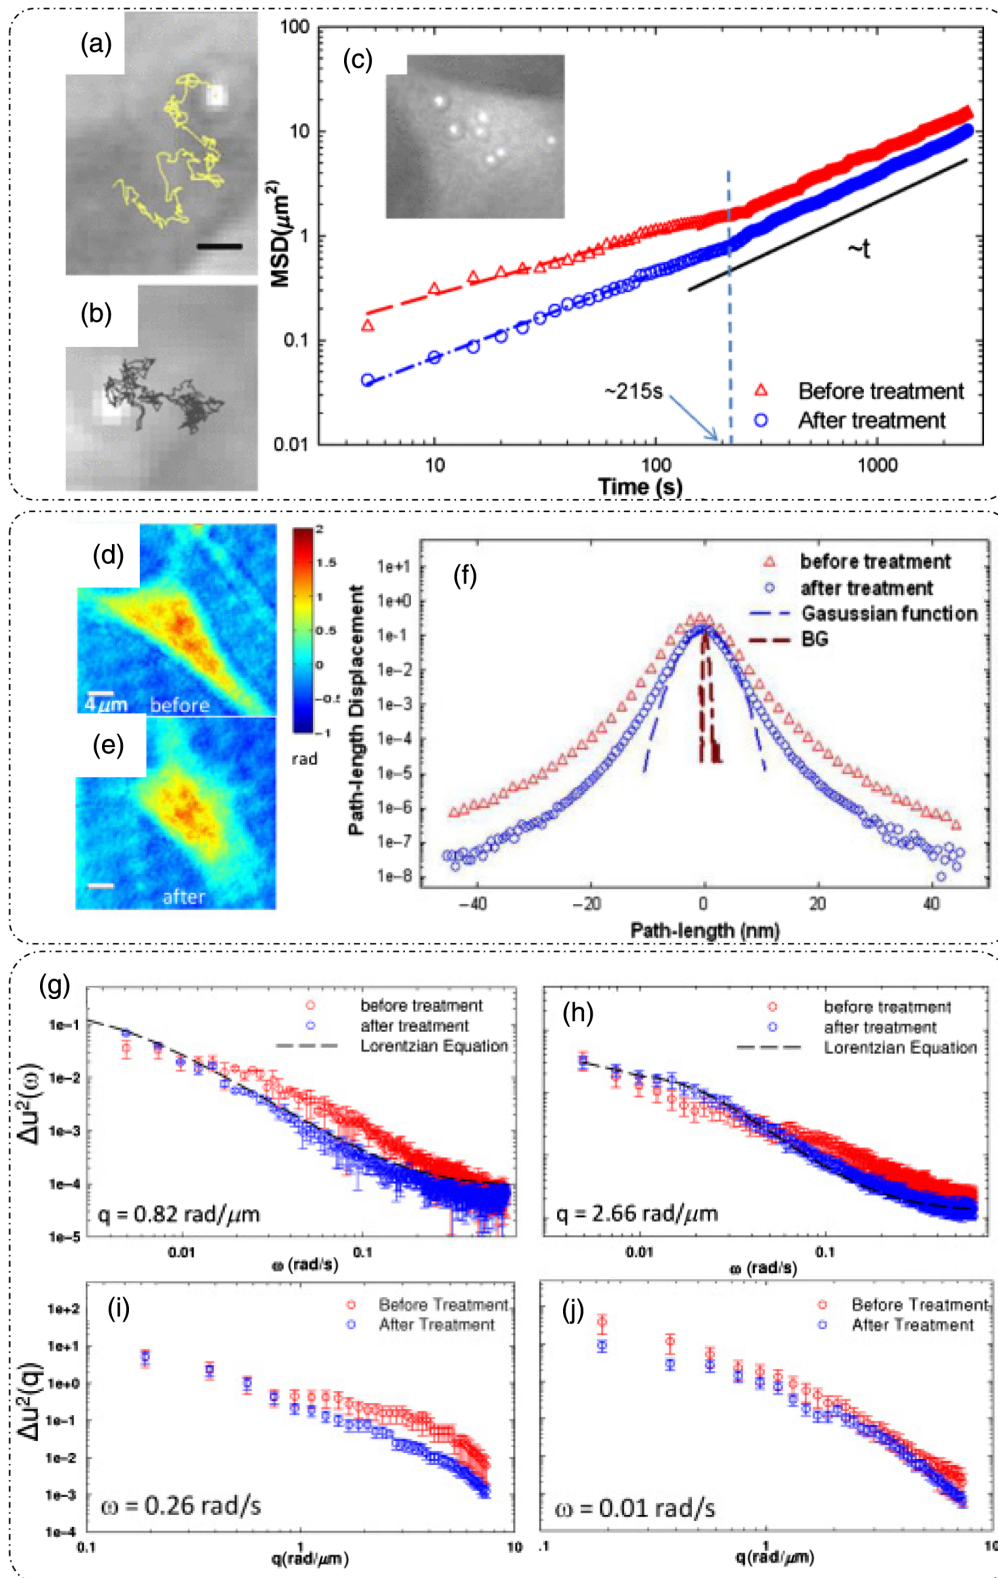 (a)
(b)
(c)
100
10
1
0.1
0.01
MSD(μm²)
~t
~215s
Before treatment
After treatment
10
100
1000
Time (s)
(d)
4μm
before
(e)
after
2
1.5
1
0.5
0
-0.5
-1
rad
(f)
before treatment
after treatment
Gasussian function
BG
1e+1
1e+0
1e-1
1e-2
1e-3
1e-4
1e-5
1e-6
1e-7
1e-8
Path-length Displacement
−40
−20
0
20
40
Path-length (nm)
(g)
before treatment
after treatment
Lorentzian Equation
1e-1
1e-2
1e-3
1e-4
1e-5
Δu²(ω)
q = 0.82 rad/μm
0.01
0.1
ω (rad/s)
(h)
before treatment
after treatment
Lorentzian Equation
q = 2.66 rad/μm
0.01
0.1
ω (rad/s)
(i)
Before Treatment
After Treatment
1e+2
1e+1
1e+0
1e-1
1e-2
1e-3
1e-4
Δu²(q)
ω = 0.26 rad/s
0.1
1
10
q(rad/μm)
(j)
Before Treatment
After Treatment
ω = 0.01 rad/s
.1
1
10
q(rad/μm)